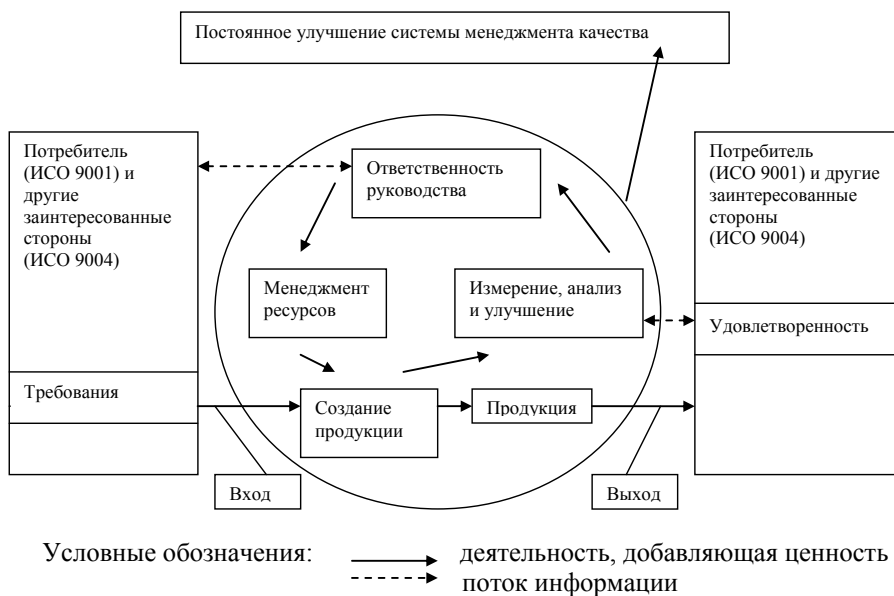 Постоянное улучшение системы менеджмента качества
Потребитель
(ИСО 9001) и
другие
заинтересованные
стороны
(ИСО 9004)
Ответственность
руководства
Потребитель
(ИСО 9001) и другие
заинтересованные
стороны
(ИСО 9004)
Менеджмент
ресурсов
Измерение, анализ
и улучшение
Удовлетворенность
Требования
Создание
продукции
Продукция
Вход
Выход
Условные обозначения:
деятельность, добавляющая ценность
поток информации